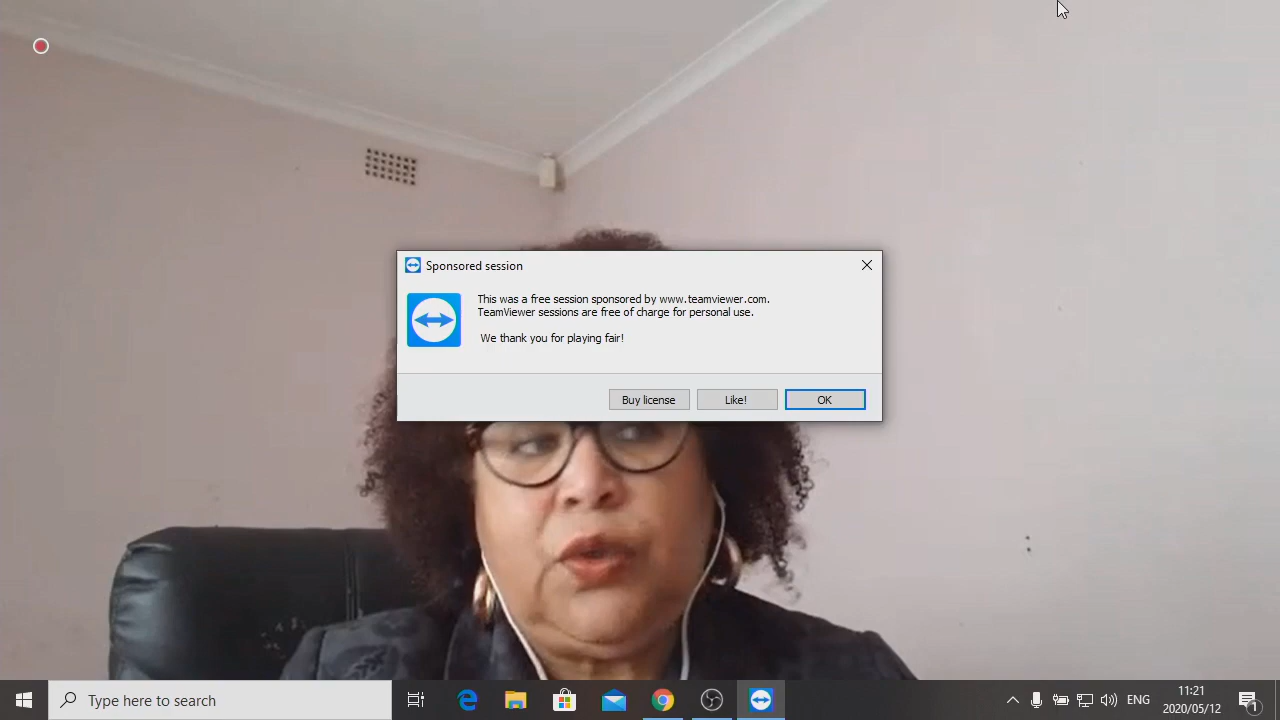 Sponsored session
This was a free session sponsored by www.teamviewer.com.
TeamViewer sessions are free of charge for personal use.
We thank you for playing fair!
Buy license
Like!
OK
Type here to search
ENG
11:21
2020/05/12
1